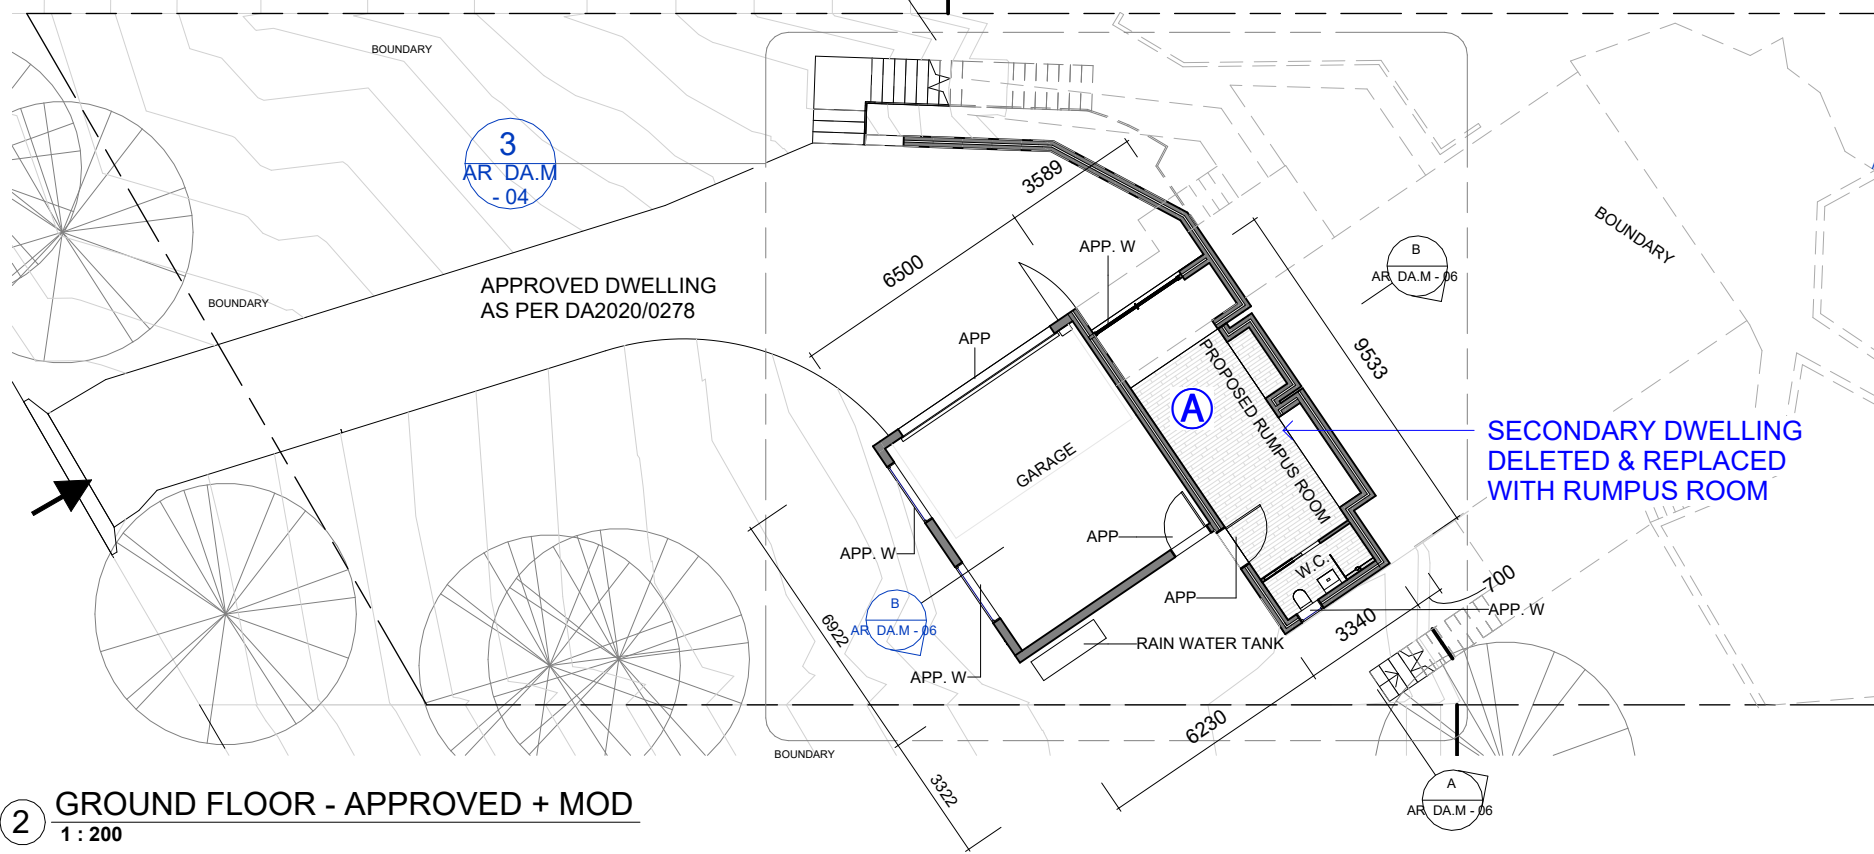 BOUNDARY
3
AR DA.M
- 04
3589
BOUNDARY
APP. W
B
AR DA.M - 06
6500
APPROVED DWELLING
AS PER DA2020/0278
BOUNDARY
APP
9533
PROPOSED RUMPUS ROOM
A
SECONDARY DWELLING
DELETED & REPLACED
WITH RUMPUS ROOM
GARAGE
APP
APP. W
W.C.
700
APP
APP. W
B
AR DA.M - 06
6922
3340
RAIN WATER TANK
APP. W
6230
BOUNDARY
3322
A
AR DA.M - 06
2
GROUND FLOOR - APPROVED + MOD
1 : 200